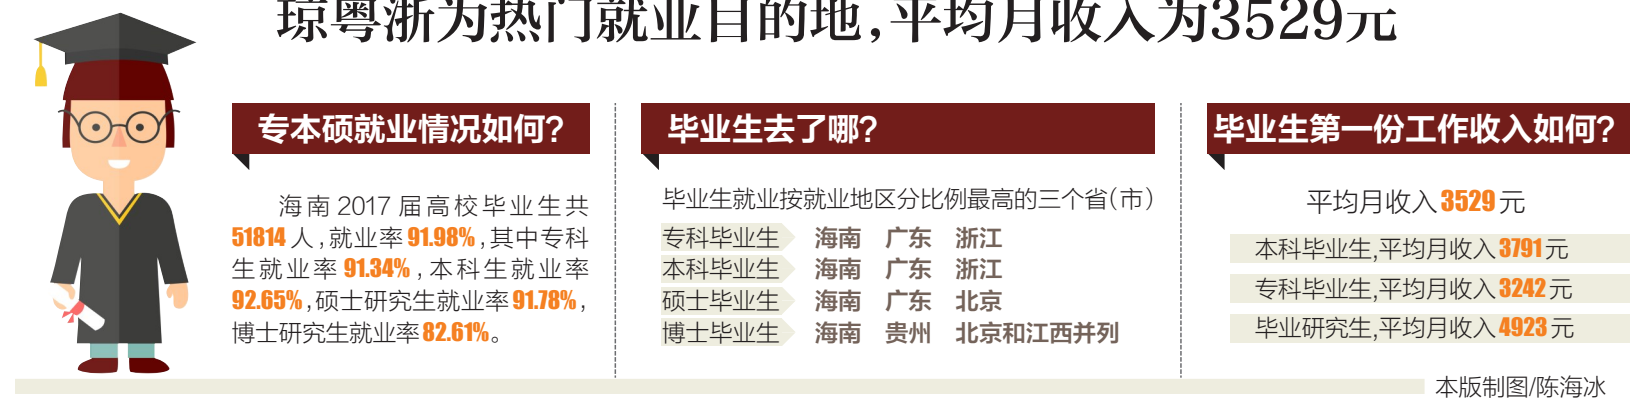 琼粤浙为热门就业目的地,平均月收入为3529元
专本硕就业情况如何?
海南2017届高校毕业生共
51814人,就业率91.98%,其中专科
生就业率91.34%,本科生就业率
92.65%,硕士研究生就业率91.78%,
博士研究生就业率82.61%。
毕业生去了哪?
毕业生就业按就业地区分比例最高的三个省(市)
专科毕业生 海南 广东 浙江
本科毕业生 海南 广东 浙江
硕士毕业生 海南 广东 北京
博士毕业生 海南 贵州 北京和江西并列
毕业生第一份工作收入如何?
平均月收入3529元
本科毕业生,平均月收入3791元
专科毕业生,平均月收入3242元
毕业研究生,平均月收入4923元
本版制图/陈海冰